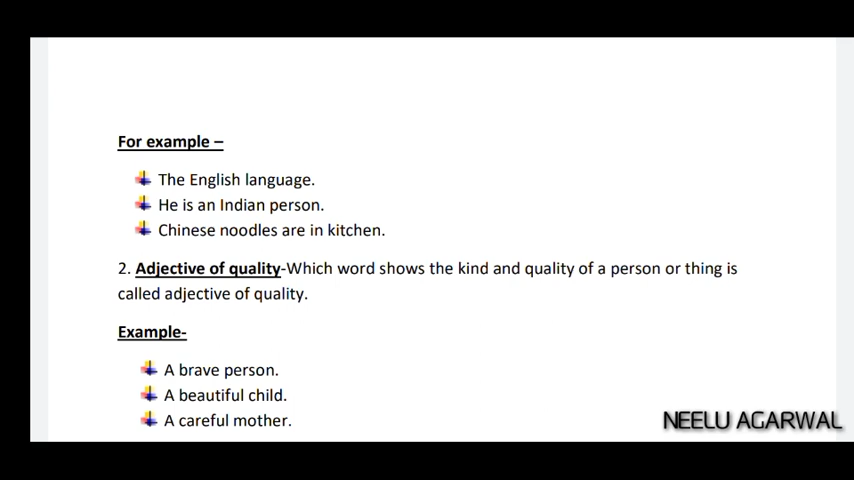 For example –
The English language.
He is an Indian person.
Chinese noodles are in kitchen.
2. Adjective of quality-Which word shows the kind and quality of a person or thing is
called adjective of quality.
Example-
A brave person.
A beautiful child.
A careful mother.
NEELU AGARWAL